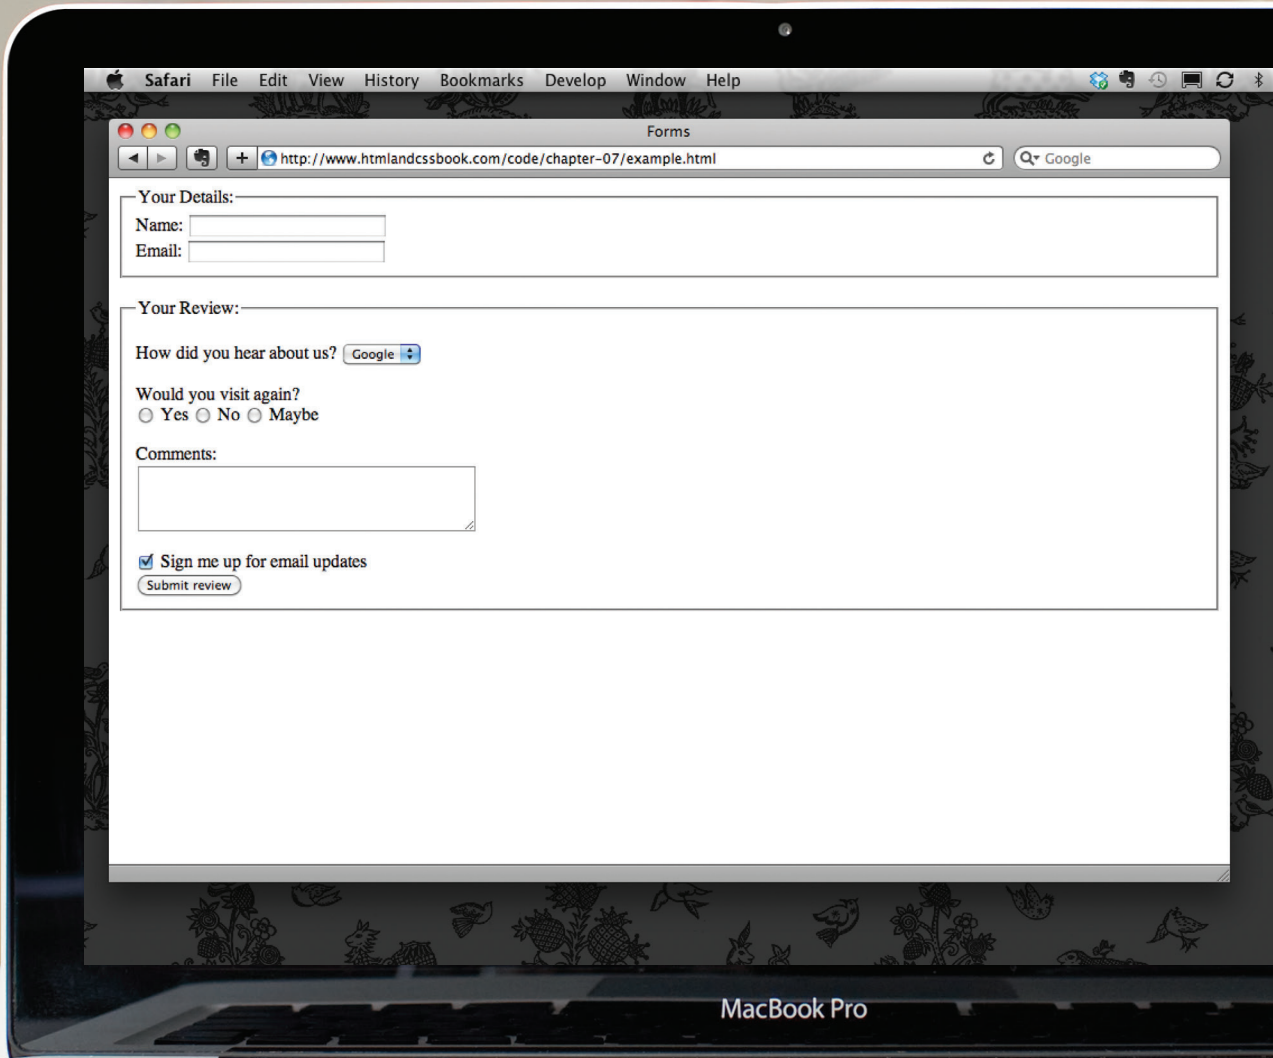 Safari File Edit View History Bookmarks Develop Window Help
Forms
http://www.htmlandcssbook.com/code/chapter-07/example.html Google
Your Details:
Name:
Email:
Your Review:
How did you hear about us? Google
Would you visit again?
Yes No Maybe
Comments:
Sign me up for email updates
Submit review
MacBook Pro